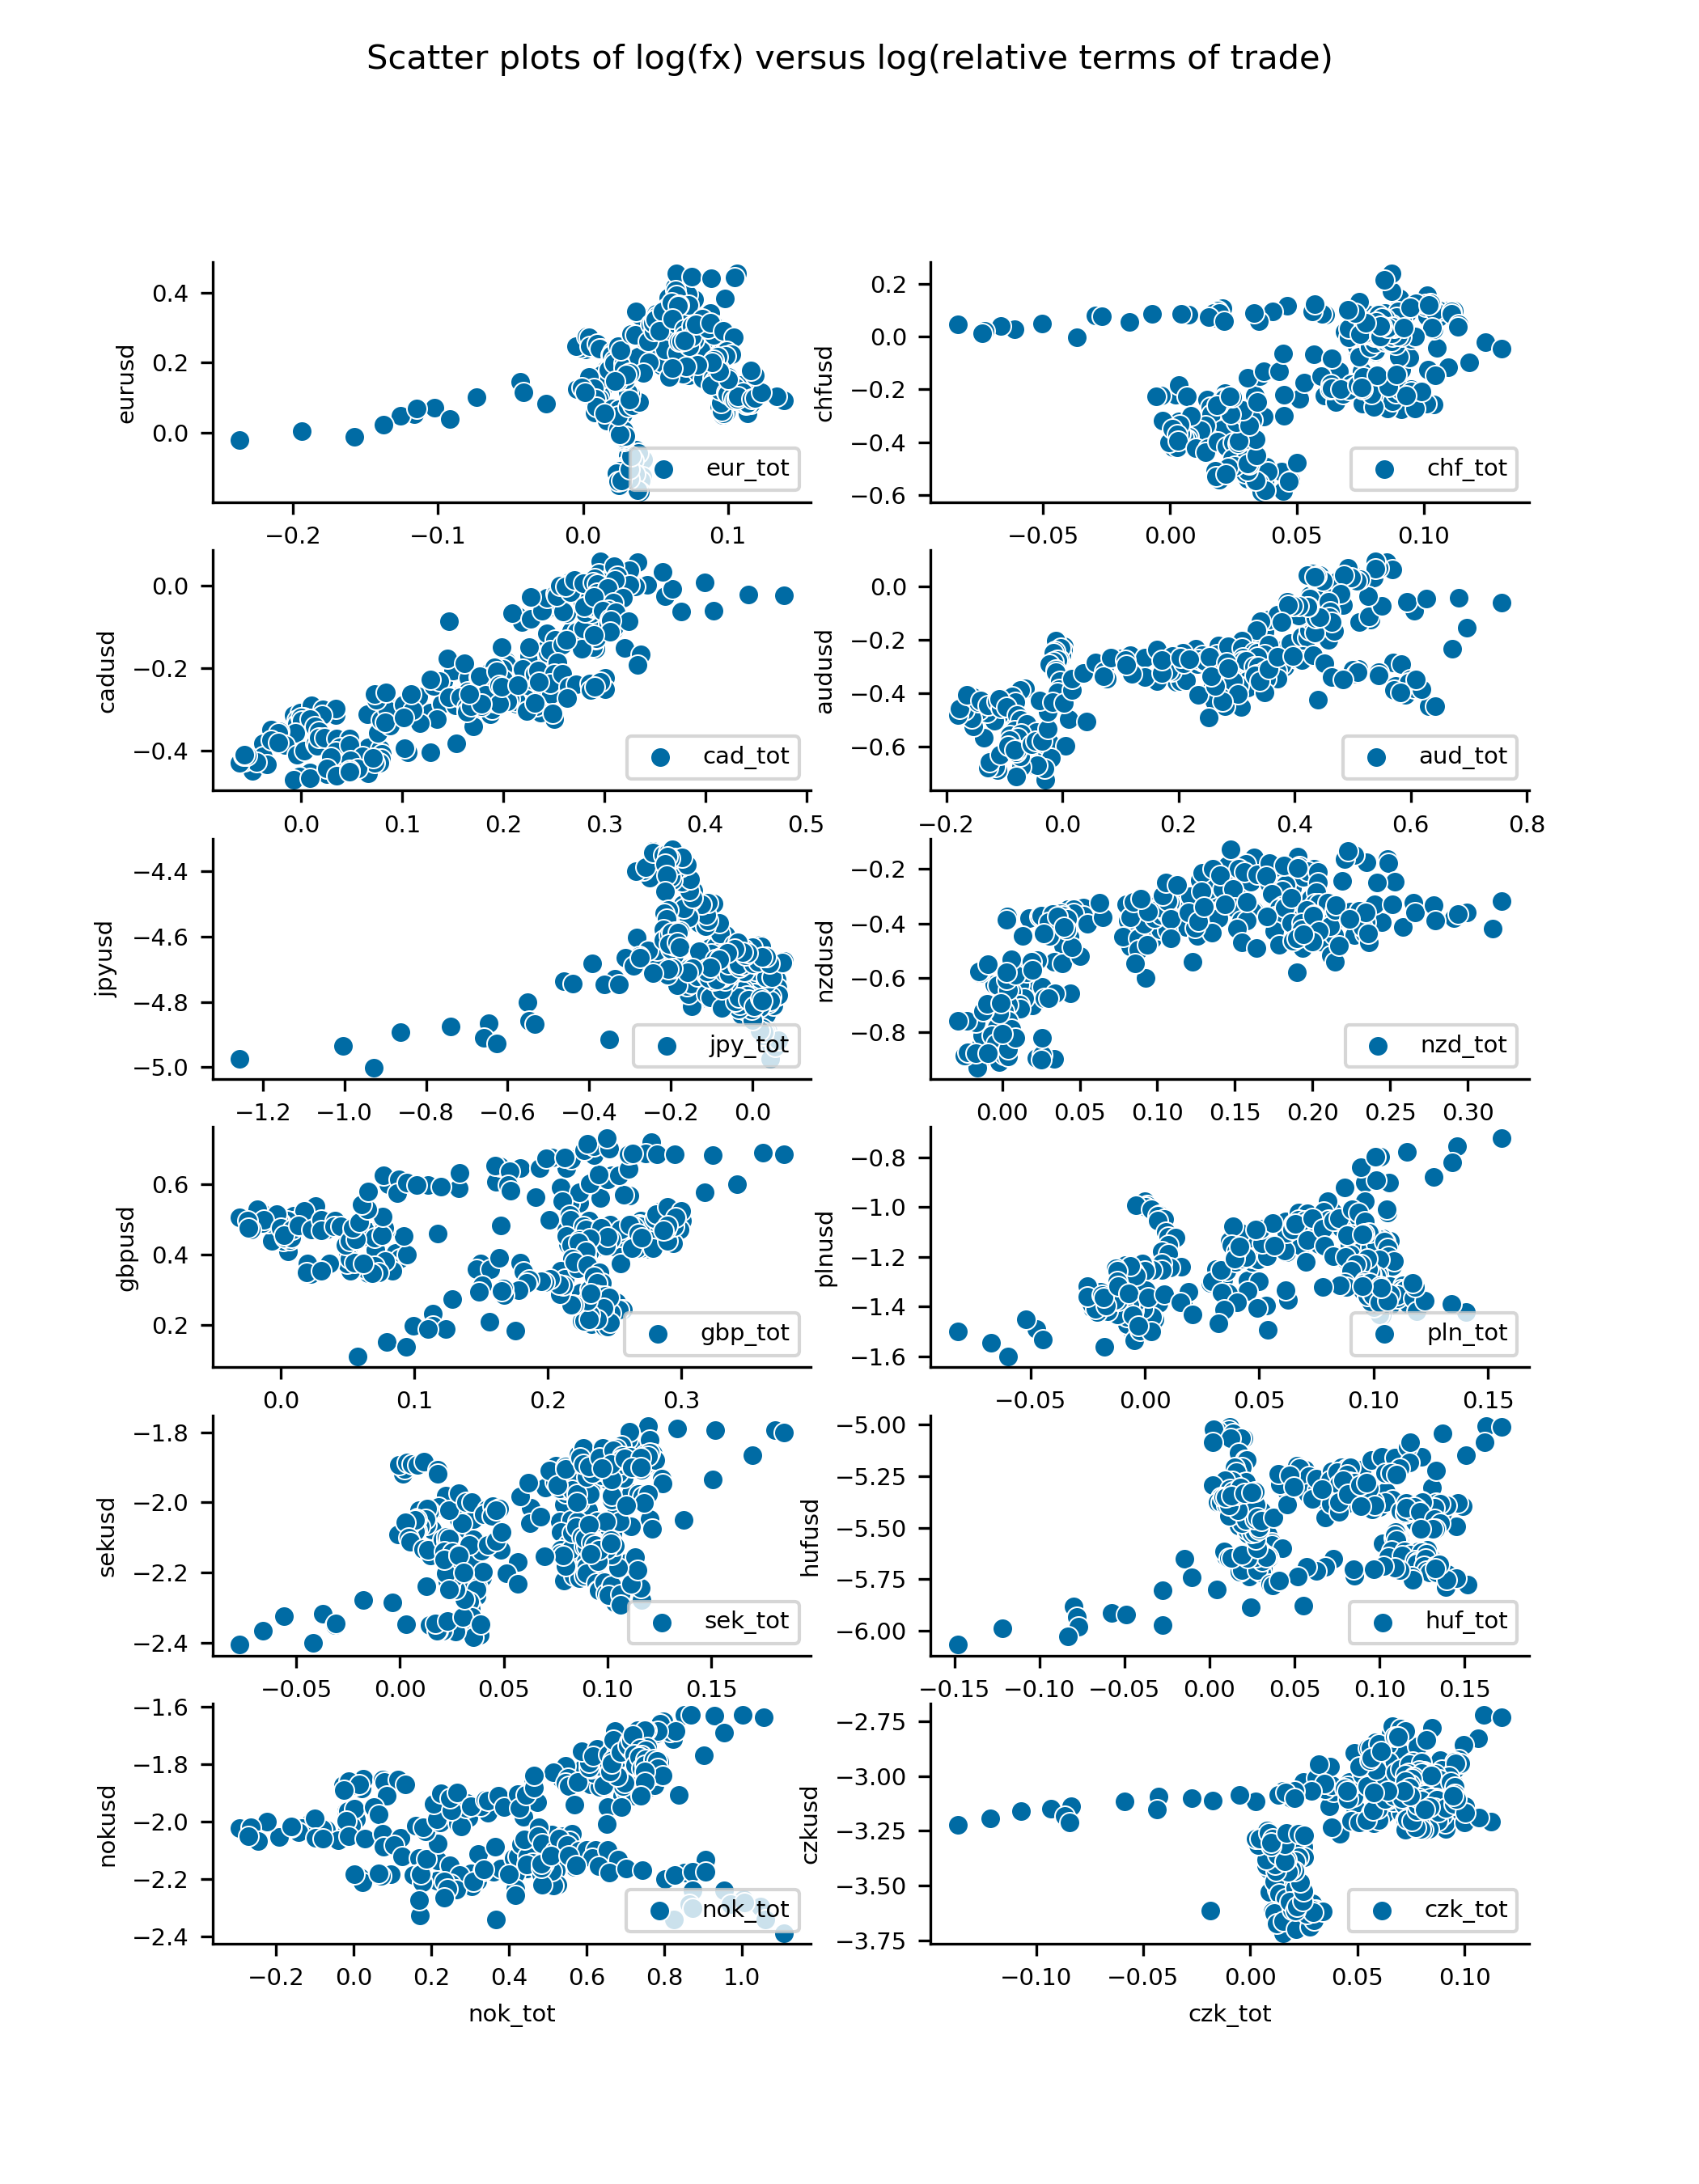 Scatter plots of log(fx) versus log(relative terms of trade)
eurusd
0.4
0.2
0.0
−0.2 −0.1 0.0 0.1
eur_tot
chfusd
0.2
0.0
−0.2
−0.4
−0.6
−0.05 0.00 0.05 0.10
chf_tot
cadusd
0.0
−0.2
−0.4
0.0 0.1 0.2 0.3 0.4 0.5
cad_tot
audusd
0.0
−0.2
−0.4
−0.6
−0.2 0.0 0.2 0.4 0.6 0.8
aud_tot
jpyusd
−4.4
−4.6
−4.8
−5.0
−1.2 −1.0 −0.8 −0.6 −0.4 −0.2 0.0
jpy_tot
nzdusd
−0.2
−0.4
−0.6
−0.8
0.00 0.05 0.10 0.15 0.20 0.25 0.30
nzd_tot
gbpusd
0.6
0.4
0.2
0.0 0.1 0.2 0.3
gbp_tot
plnusd
−0.8
−1.0
−1.2
−1.4
−1.6
−0.05 0.00 0.05 0.10 0.15
pln_tot
sekusd
−1.8
−2.0
−2.2
−2.4
−0.05 0.00 0.05 0.10 0.15
sek_tot
hufusd
−5.00
−5.25
−5.50
−5.75
−6.00
−0.15 −0.10 −0.05 0.00 0.05 0.10 0.15
huf_tot
nokusd
−1.6
−1.8
−2.0
−2.2
−2.4
−0.2 0.0 0.2 0.4 0.6 0.8 1.0
nok_tot
nok_tot
czkusd
−2.75
−3.00
−3.25
−3.50
−3.75
−0.10 −0.05 0.00 0.05 0.10
czk_tot
czk_tot